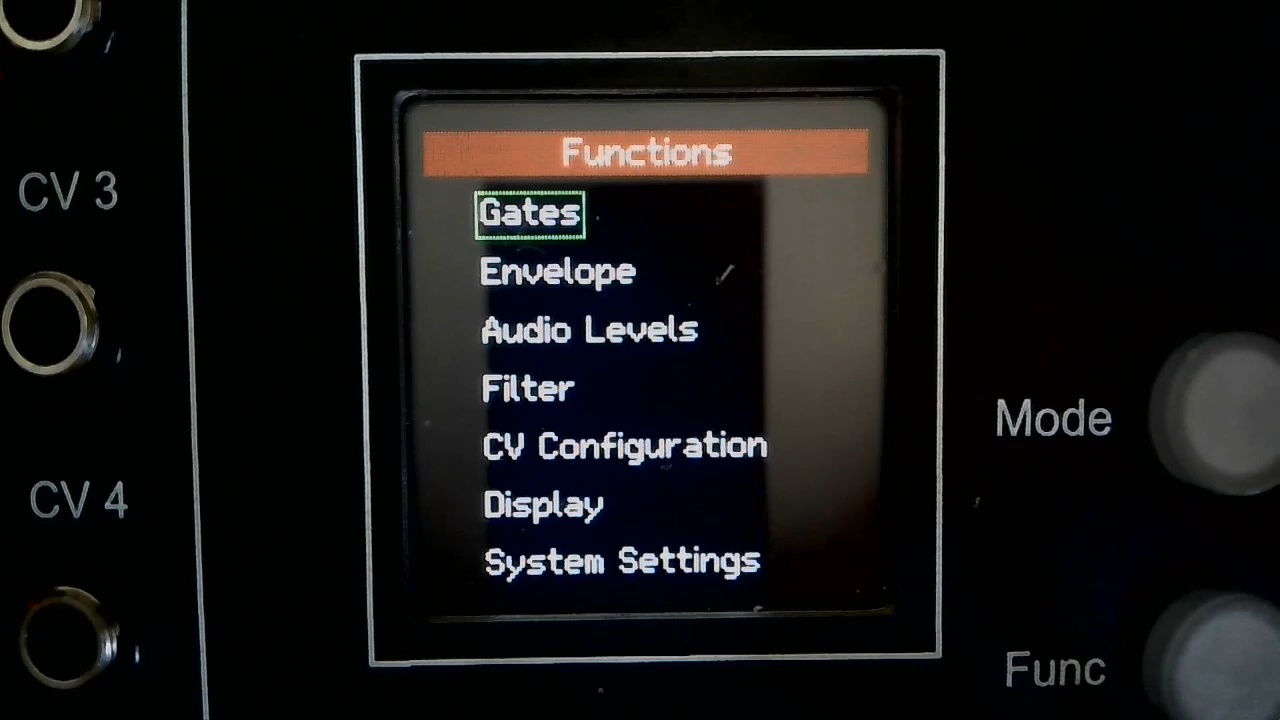 Functions
Gates
Envelope
Audio Levels
Filter
CV Configuration
Display
System Settings
CV 3
CV 4
Mode
Func